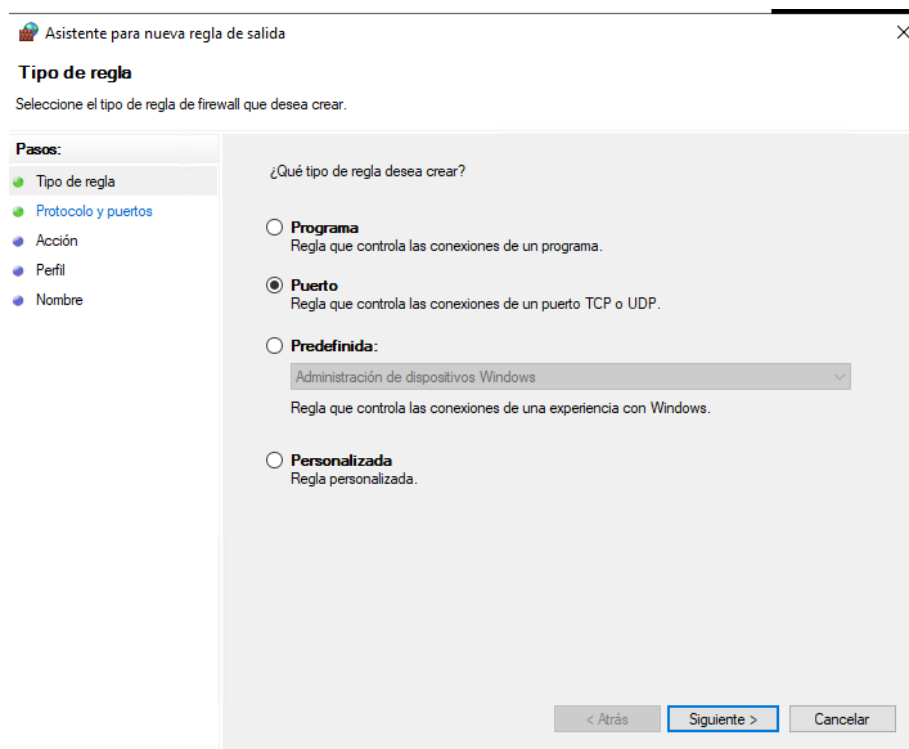 Asistente para nueva regla de salida
Tipo de regla
Seleccione el tipo de regla de firewall que desea crear.
Pasos:
Tipo de regla
Protocolo y puertos
Acción
Perfil
Nombre
¿Qué tipo de regla desea crear?
Programa
Regla que controla las conexiones de un programa.
Puerto
Regla que controla las conexiones de un puerto TCP o UDP.
Predefinida:
Administración de dispositivos Windows
Regla que controla las conexiones de una experiencia con Windows.
Personalizada
Regla personalizada.
< Atrás
Siguiente >
Cancelar